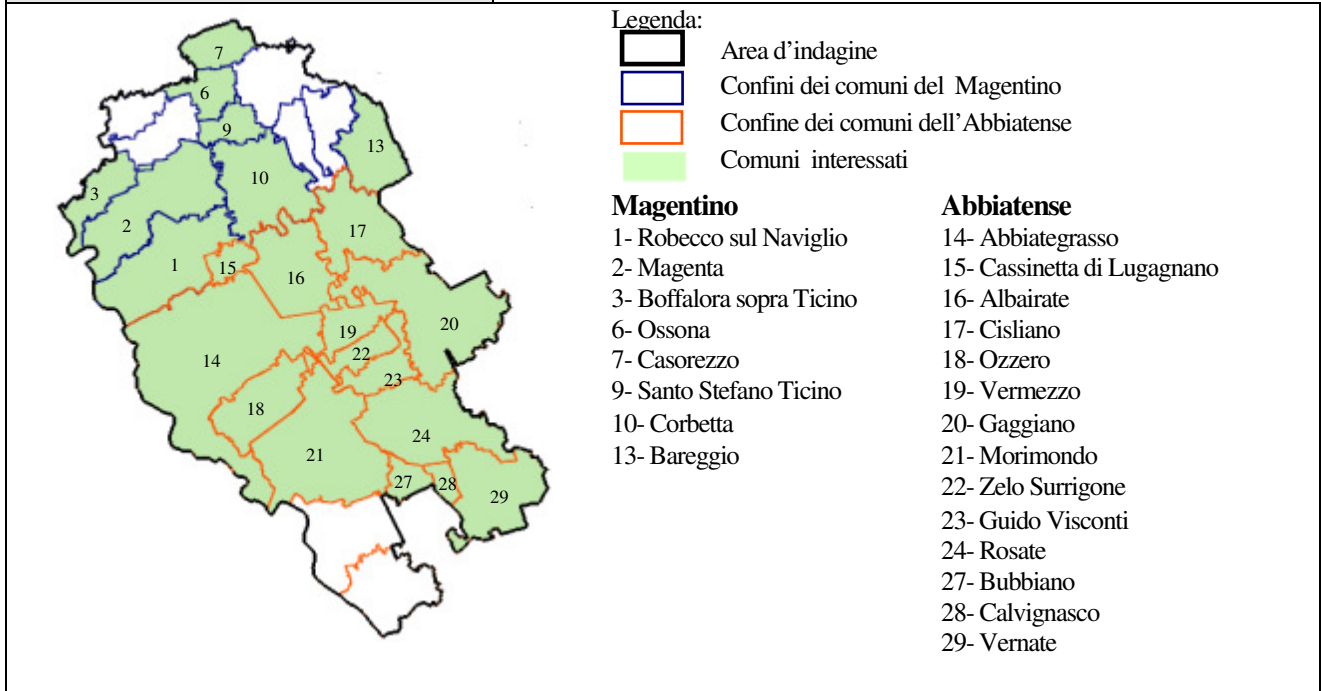 Legenda:
Area d'indagine
Confini dei comuni del Magentino
Confine dei comuni dell'Abbiatense
Comuni interessati
Magentino
1- Robecco sul Naviglio
2- Magenta
3- Boffalora sopra Ticino
6- Ossona
7- Casorezzo
9- Santo Stefano Ticino
10- Corbetta
13- Bareggio
Abbiatense
14- Abbiategrasso
15- Cassinetta di Lugagnano
16- Albairate
17- Cisliano
18- Ozzero
19- Vermezzo
20- Gaggiano
21- Morimondo
22- Zelo Surrigone
23- Guido Visconti
24- Rosate
27- Bubbiano
28- Calvignasco
29- Vernate
7
6
9
13
10
3
2
17
1
15
16
20
19
22
14
23
18
24
21
27
28
29